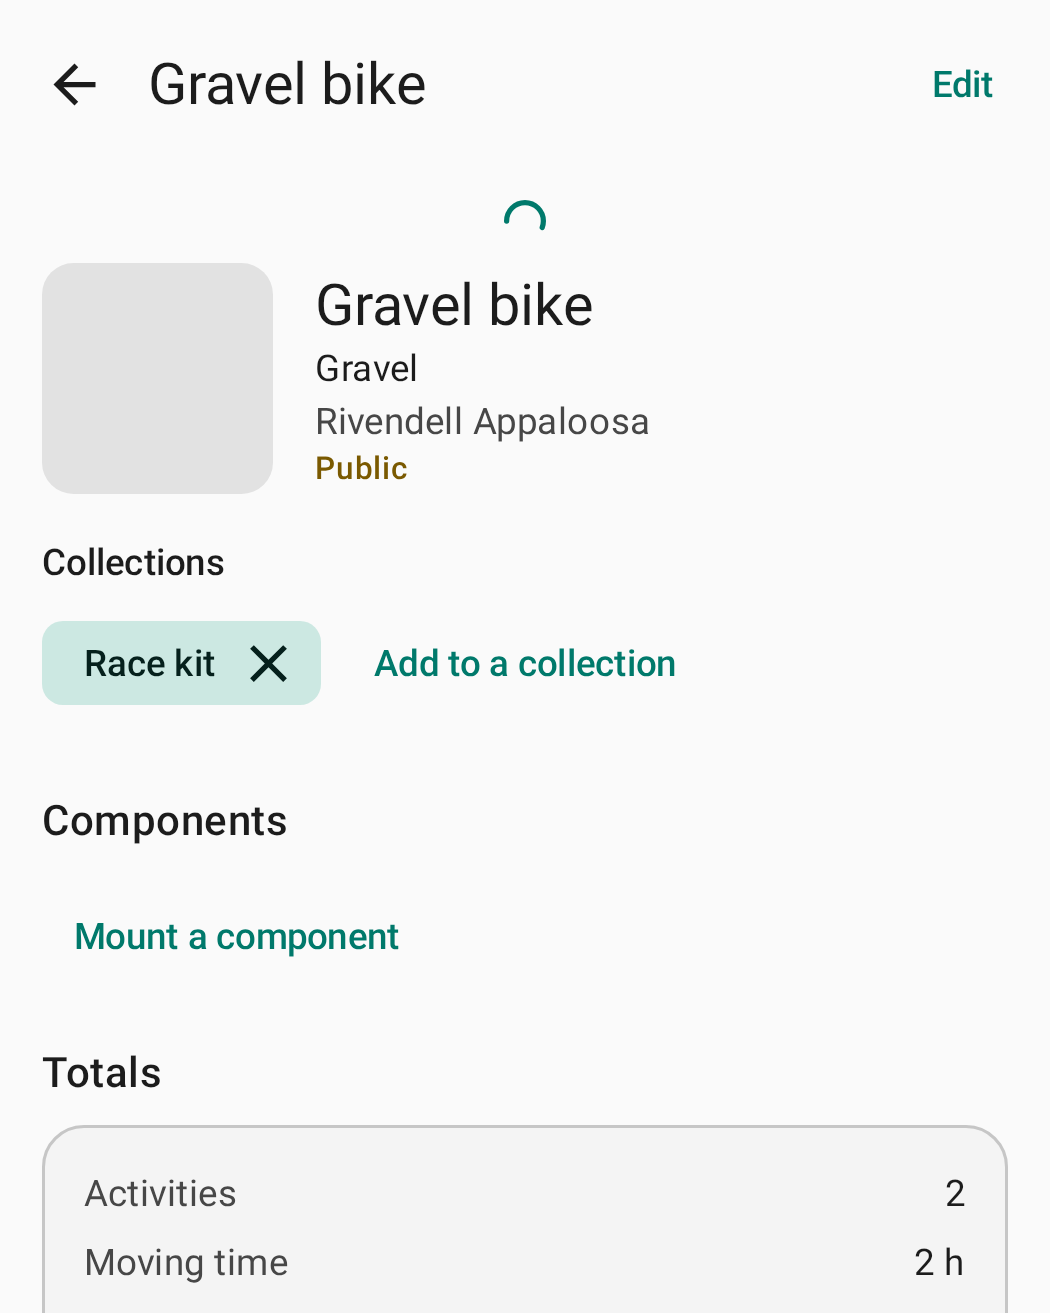 Gravel bike
Edit
Gravel bike
Gravel
Rivendell Appaloosa
Public
Collections
Race kit
Add to a collection
Components
Mount a component
Totals
Activities 2
Moving time 2 h